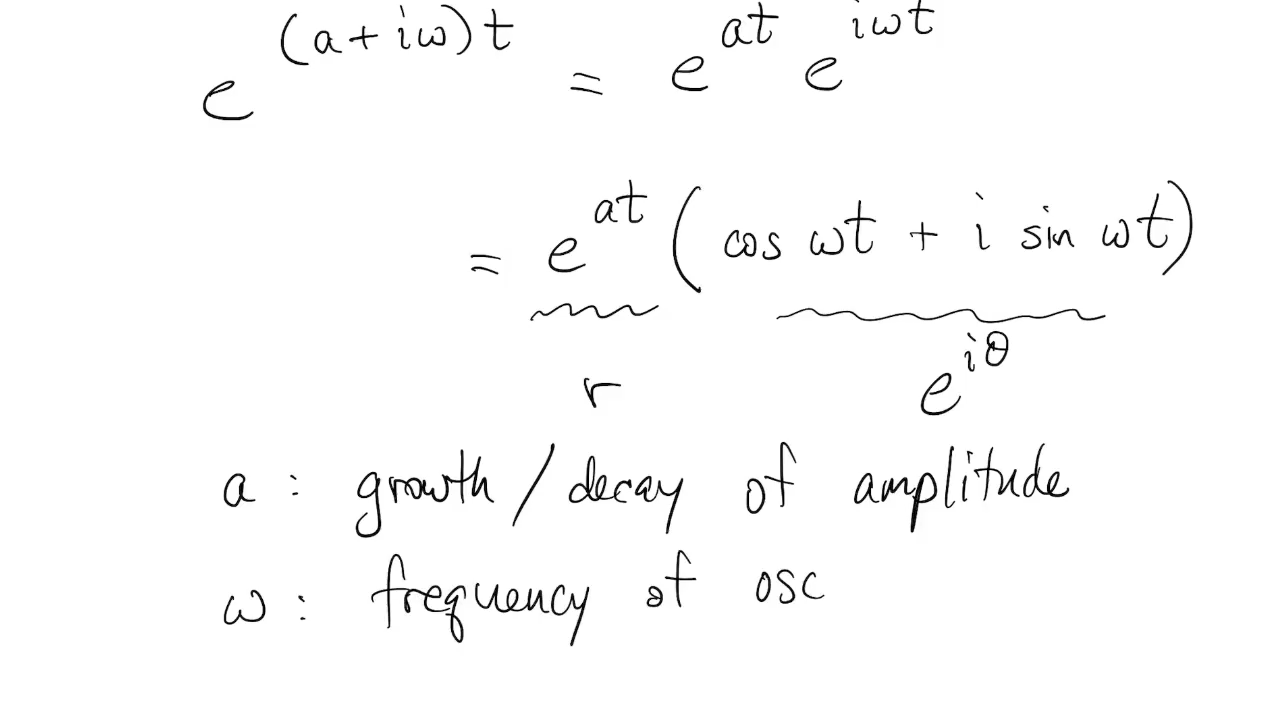 e^{(a+iω)t} = e^{at} e^{iωt}
= e^{at} (cos ωt + i sin ωt)
r e^{iθ}
a : growth / decay of amplitude
ω : frequency of osc